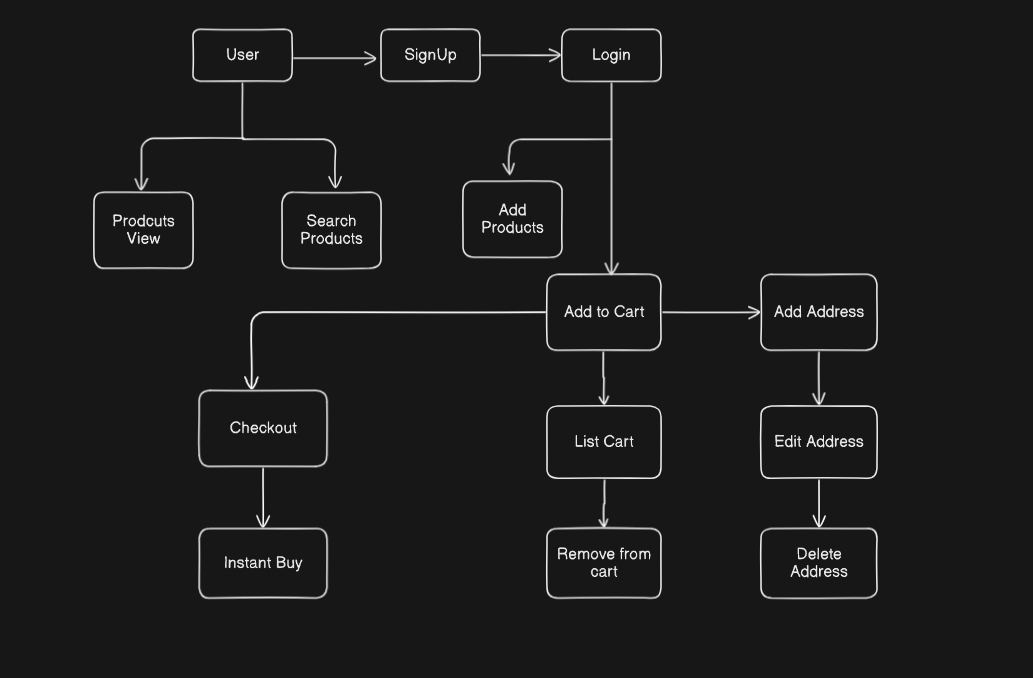 User
SignUp
Login
Prodcuts
View
Search
Products
Add
Products
Add to Cart
Add Address
Checkout
List Cart
Edit Address
Instant Buy
Remove from
cart
Delete
Address